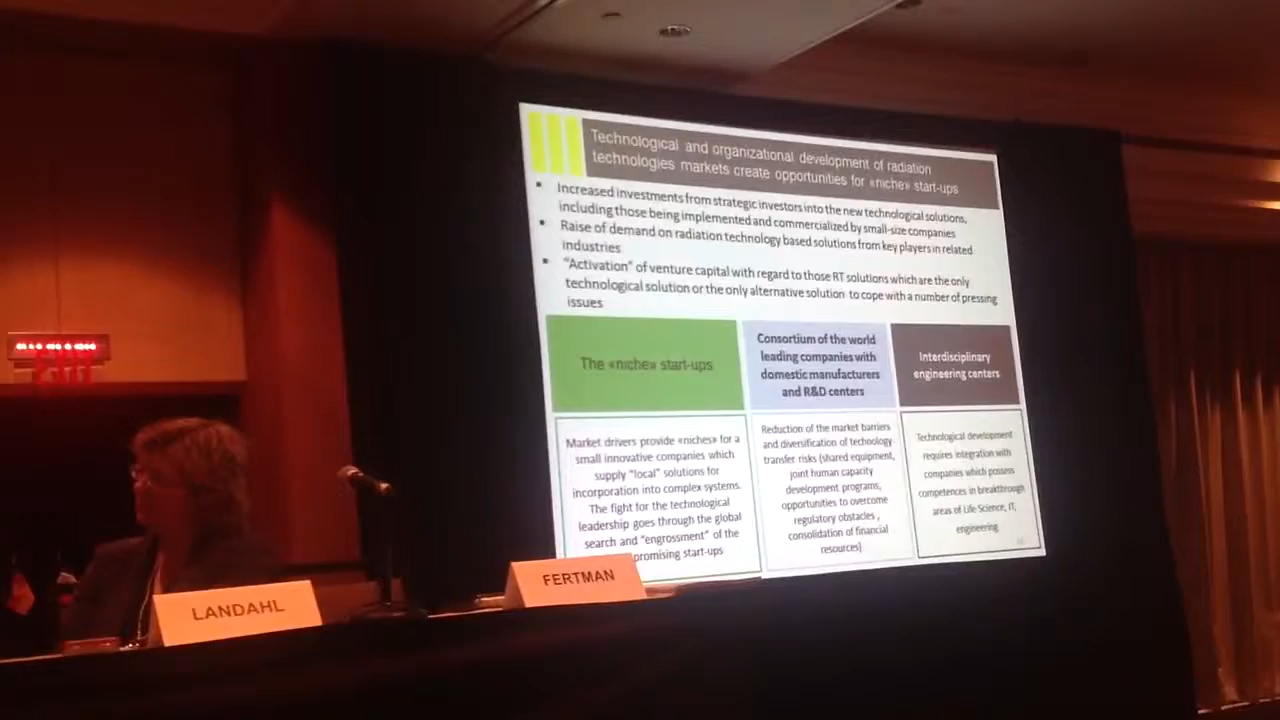 Technological and organizational development of radiation
technologies markets create opportunities for «niche» start-ups
Increased investments from strategic investors into the new technological solutions,
including those being implemented and commercialized by small-size companies
Raise of demand on radiation technology based solutions from key players in related
industries
"Activation" of venture capital with regard to those RT solutions which are the only
technological solution or the only alternative solution to cope with a number of pressing
issues
The «niche» start-ups
Consortium of the world
leading companies with
domestic manufacturers
and R&D centers
Interdisciplinary
engineering centers
Market drivers provide «niches» for a
small innovative companies which
supply "local" solutions for
incorporation into complex systems.
The fight for the technological
leadership goes through the global
search and "engrossment" of the
promising start-ups
Reduction of the market barriers
and diversification of technology
transfer risks (shared equipment,
joint human capacity
development programs,
opportunities to overcome
regulatory obstacles ,
consolidation of financial
resources)
Technological development
requires integration with
companies which possess
competences in breakthrough
areas of Life Science, IT,
engineering
EXIT
LANDAHL
FERTMAN